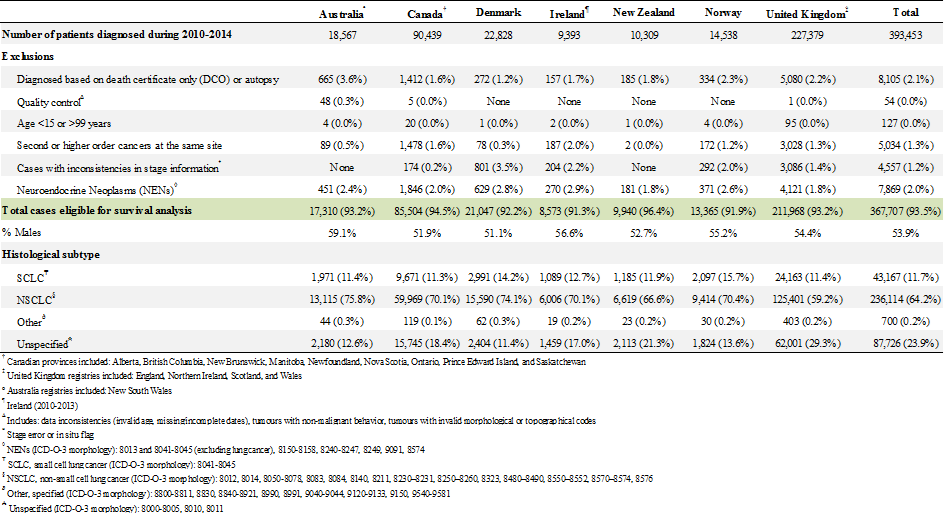 Australia* Canada† Denmark Ireland¶ New Zealand Norway United Kingdom‡ Total
Number of patients diagnosed during 2010-2014 18,567 90,439 22,828 9,393 10,309 14,538 227,379 393,453
Exclusions
Diagnosed based on death certificate only (DCO) or autopsy 665 (3.6%) 1,412 (1.6%) 272 (1.2%) 157 (1.7%) 185 (1.8%) 334 (2.3%) 5,080 (2.2%) 8,105 (2.1%)
Quality control 48 (0.3%) 5 (0.0%) None None None None 1 (0.0%) 54 (0.0%)
Age <15 or >99 years 4 (0.0%) 20 (0.0%) 1 (0.0%) 2 (0.0%) 1 (0.0%) 4 (0.0%) 95 (0.0%) 127 (0.0%)
Second or higher order cancers at the same site 89 (0.5%) 1,478 (1.6%) 78 (0.3%) 187 (2.0%) 2 (0.0%) 172 (1.2%) 3,028 (1.3%) 5,034 (1.3%)
Cases with inconsistencies in stage information* None 174 (0.2%) 801 (3.5%) 204 (2.2%) None 292 (2.0%) 3,086 (1.4%) 4,557 (1.2%)
Neuroendocrine Neoplasms (NENs)◊ 451 (2.4%) 1,846 (2.0%) 629 (2.8%) 270 (2.9%) 181 (1.8%) 371 (2.6%) 4,121 (1.8%) 7,869 (2.0%)
Total cases eligible for survival analysis 17,310 (93.2%) 85,504 (94.5%) 21,047 (92.2%) 8,573 (91.3%) 9,940 (96.4%) 13,365 (91.9%) 211,968 (93.2%) 367,707 (93.5%)
% Males 59.1% 51.9% 51.1% 56.6% 52.7% 55.2% 54.4% 53.9%
Histological subtype
SCLC 1,971 (11.4%) 9,671 (11.3%) 2,991 (14.2%) 1,089 (12.7%) 1,185 (11.9%) 2,097 (15.7%) 24,163 (11.4%) 43,167 (11.7%)
NSCLC 13,115 (75.8%) 59,969 (70.1%) 15,590 (74.1%) 6,006 (70.1%) 6,619 (66.6%) 9,414 (70.4%) 125,401 (59.2%) 236,114 (64.2%)
Other 44 (0.3%) 119 (0.1%) 62 (0.3%) 19 (0.2%) 23 (0.2%) 30 (0.2%) 403 (0.2%) 700 (0.2%)
Unspecified 2,180 (12.6%) 15,745 (18.4%) 2,404 (11.4%) 1,459 (17.0%) 2,113 (21.3%) 1,824 (13.6%) 62,001 (29.3%) 87,726 (23.9%)
† Canadian provinces included: Alberta, British Columbia, New Brunswick, Manitoba, Newfoundland, Nova Scotia, Ontario, Prince Edward Island, and Saskatchewan
‡ United Kingdom registries included: England, Northern Ireland, Scotland, and Wales
Australia registries included: New South Wales
¶ Ireland (2010-2013)
Includes: data inconsistencies (invalid age, missing/incomplete dates), tumours with non-malignant behavior, tumours with invalid morphological or topographical codes
* Stage error or in situ flag
◊ NENs (ICD-O-3 morphology): 8013 and 8041-8045 (excluding lung cancer), 8150-8158, 8240-8247, 8249, 9091, 8574
SCLC, small cell lung cancer (ICD-O-3 morphology): 8041-8045
NSCLC, non-small cell lung cancer (ICD-O-3 morphology): 8012, 8014, 8050-8078, 8083, 8084, 8140, 8211, 8230–8231, 8250–8260, 8323, 8480–8490, 8550–8552, 8570–8574, 8576
Other, specified (ICD-O-3 morphology): 8800-8811, 8830, 8840-8921, 8990, 8991, 9040-9044, 9120-9133, 9150, 9540-9581
Unspecified (ICD-O-3 morphology): 8000-8005, 8010, 8011